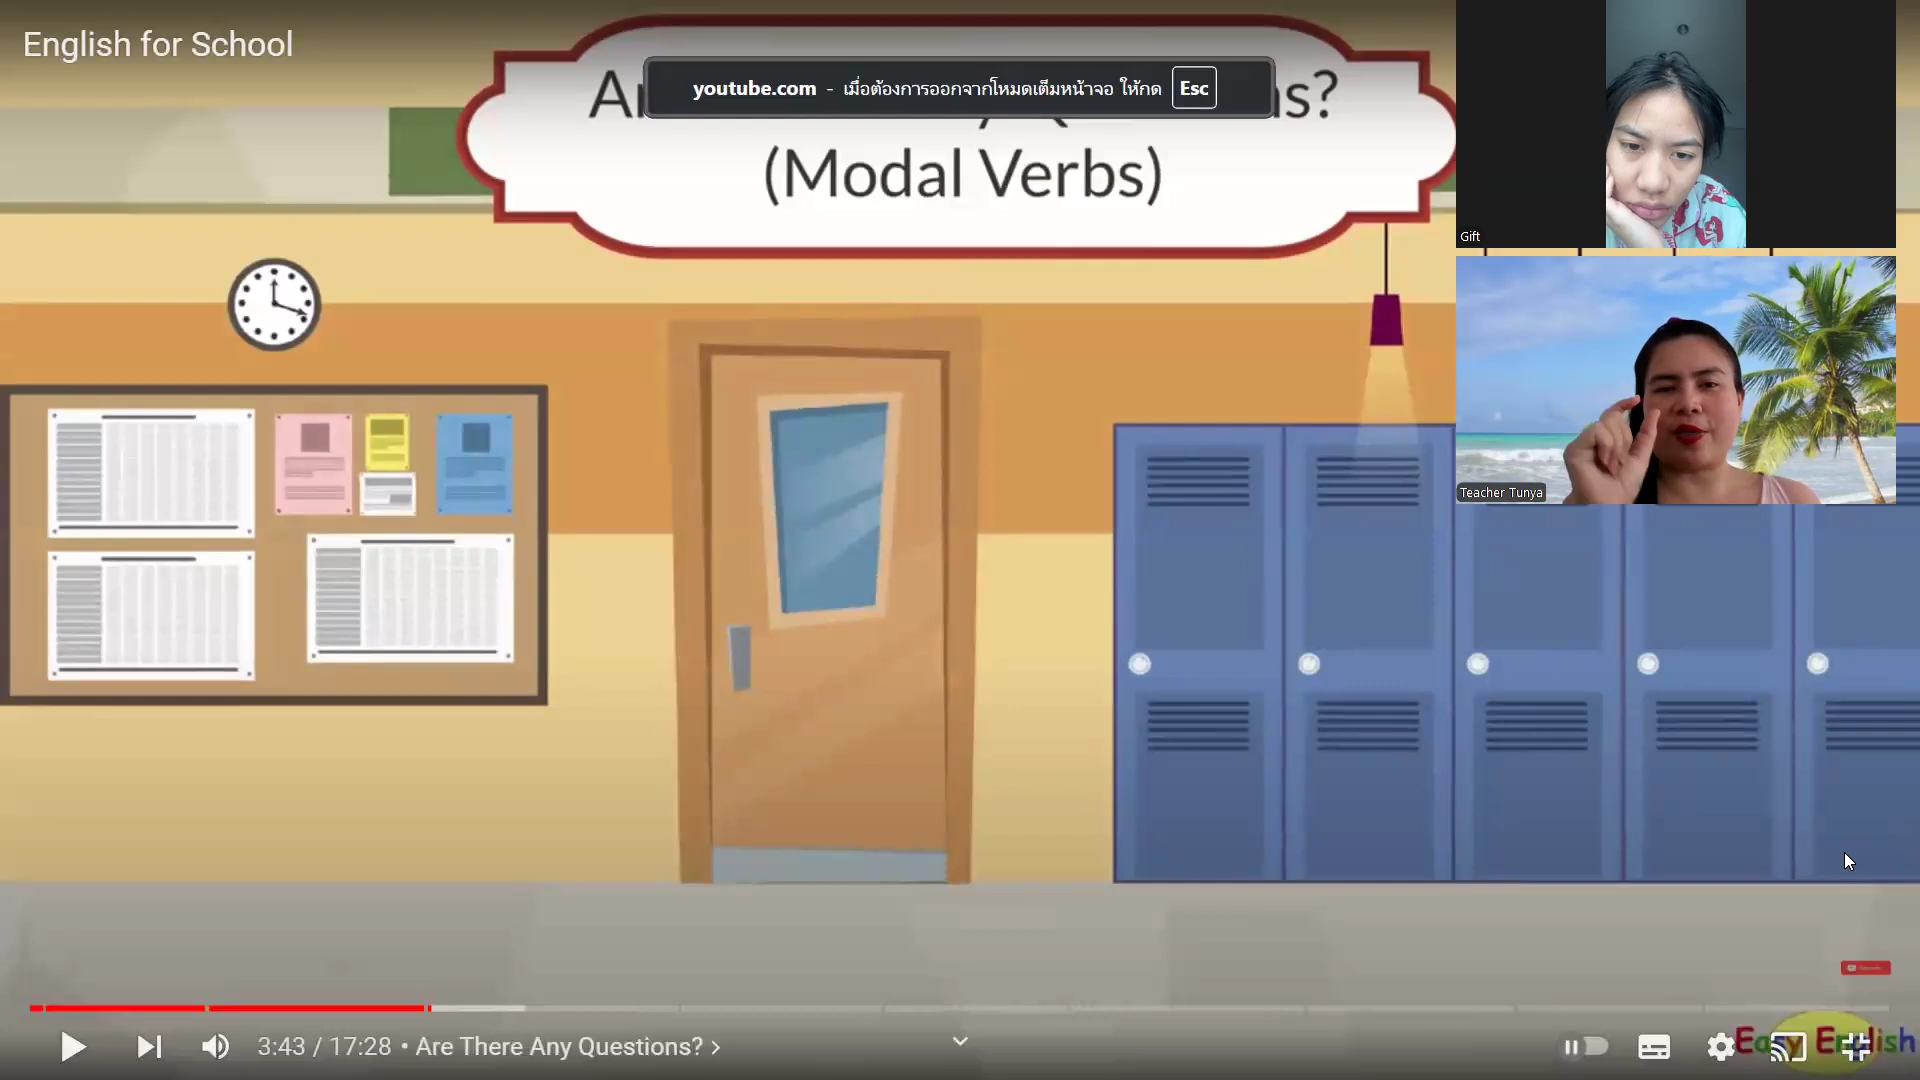 English for School
youtube.com - เมื่อต้องการออกจากโหมดเต็มหน้าจอ ให้กด Esc
(Modal Verbs)
Gift
Teacher Tunya
3:43 / 17:28 • Are There Any Questions? >
Easy English